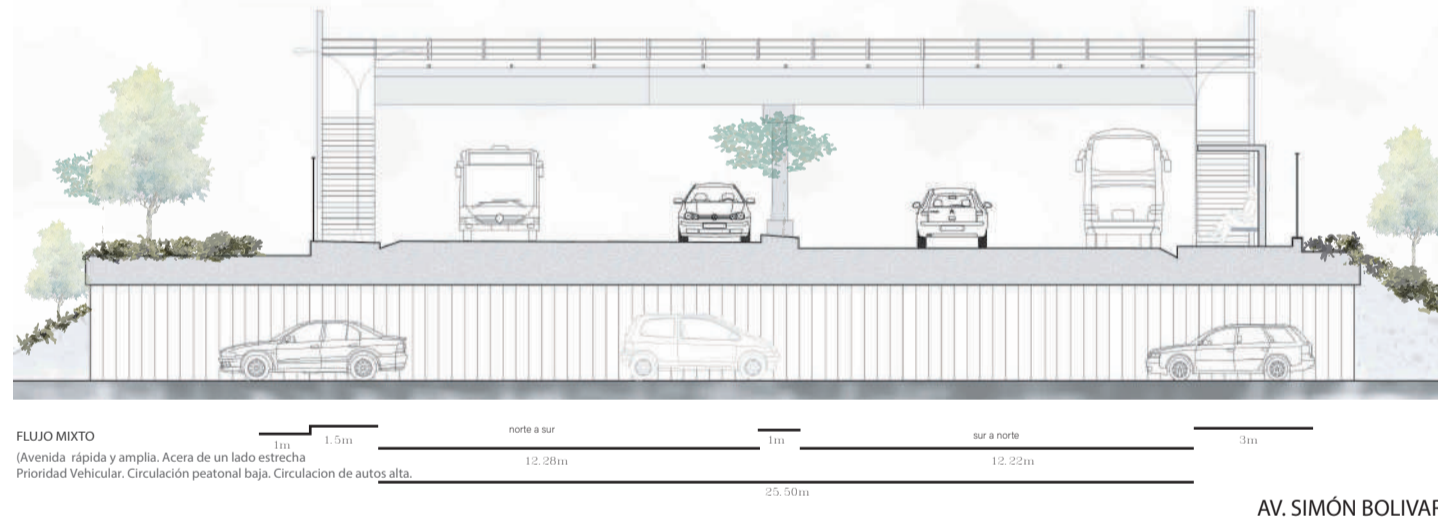 FLUJO MIXTO
(Avenida rápida y amplia. Acera de un lado estrecha
Prioridad Vehicular. Circulación peatonal baja. Circulacion de autos alta.
1m
1.5m
norte a sur
12.28m
1m
sur a norte
12.22m
3m
25.50m
AV. SIMÓN BOLIVAR